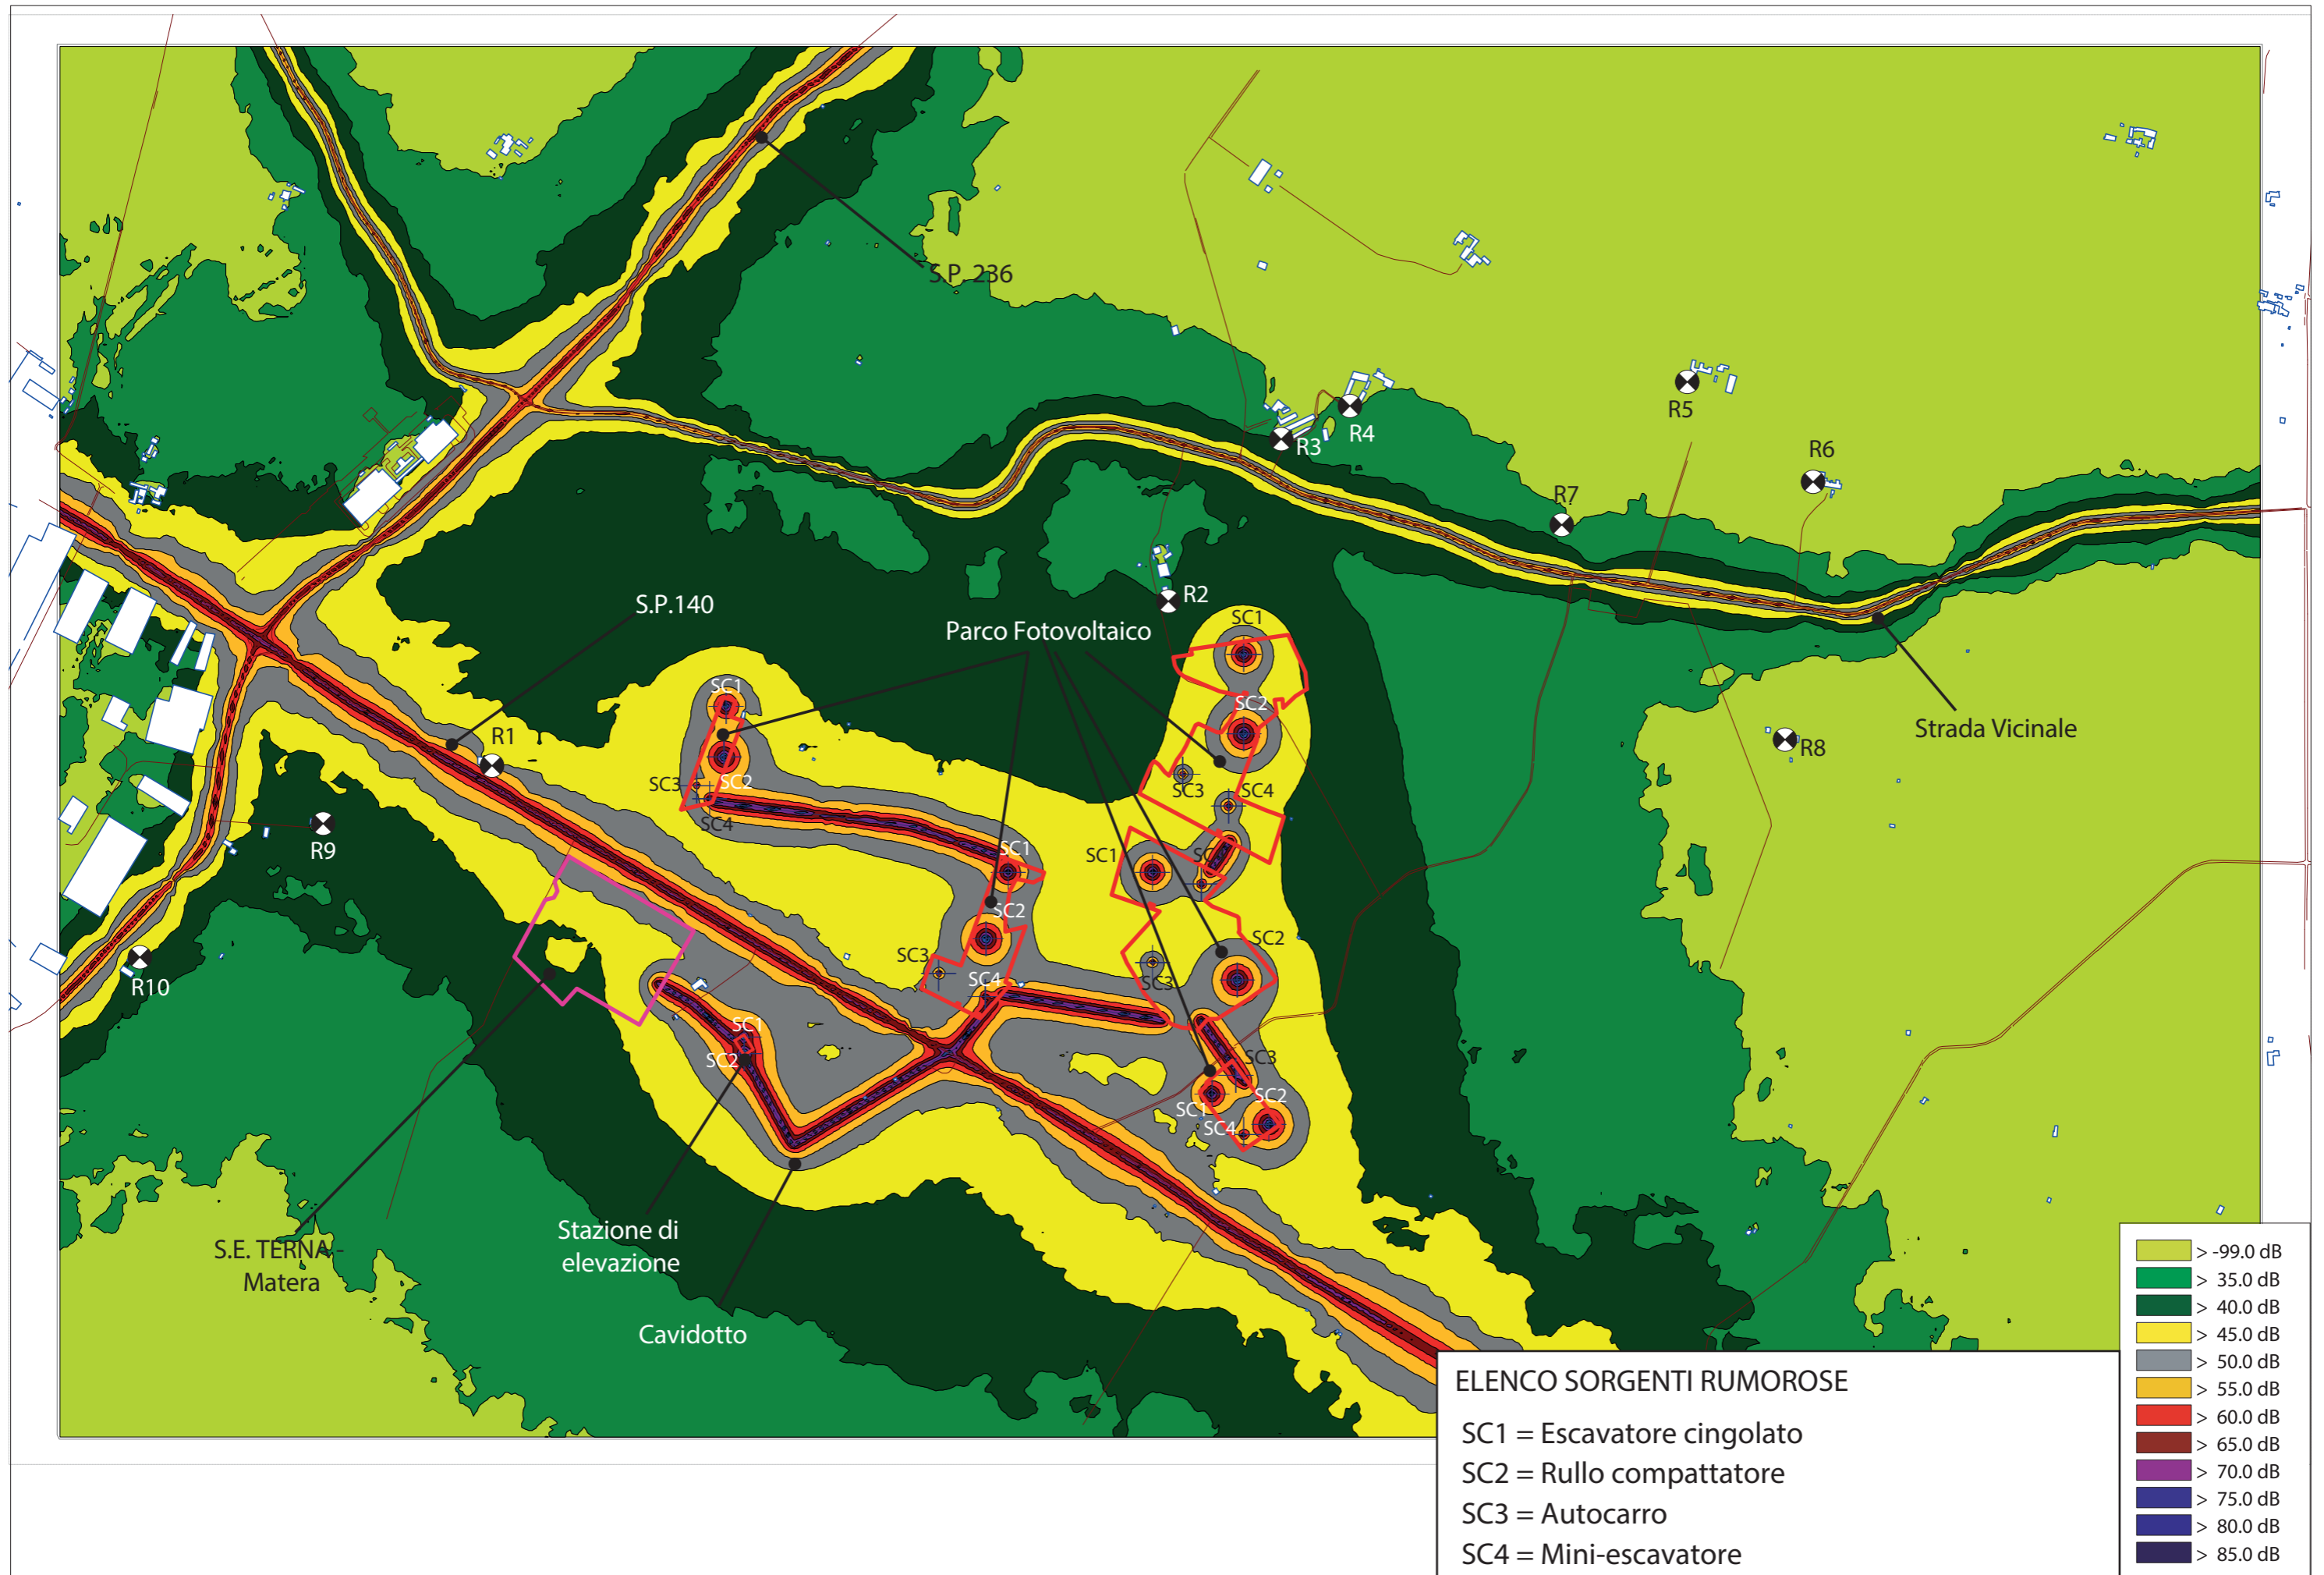 S.P. 236
R5
R4
R3
R6
R7
R2
S.P.140
SC1
Parco Fotovoltaico
SC1
SC2
Strada Vicinale
R1
R8
SC3
SC2
SC3
SC4
SC4
R9
SC1
SC1
SC
SC2
SC2
SC3
SC4
SC3
R10
SC1
SC2
SC3
SC1
SC2
SC4
Stazione di
elevazione
S.E. TERNA -
Matera
Cavidotto
> -99.0 dB
> 35.0 dB
> 40.0 dB
> 45.0 dB
> 50.0 dB
> 55.0 dB
> 60.0 dB
> 65.0 dB
> 70.0 dB
> 75.0 dB
> 80.0 dB
> 85.0 dB
ELENCO SORGENTI RUMOROSE
SC1 = Escavatore cingolato
SC2 = Rullo compattatore
SC3 = Autocarro
SC4 = Mini-escavatore